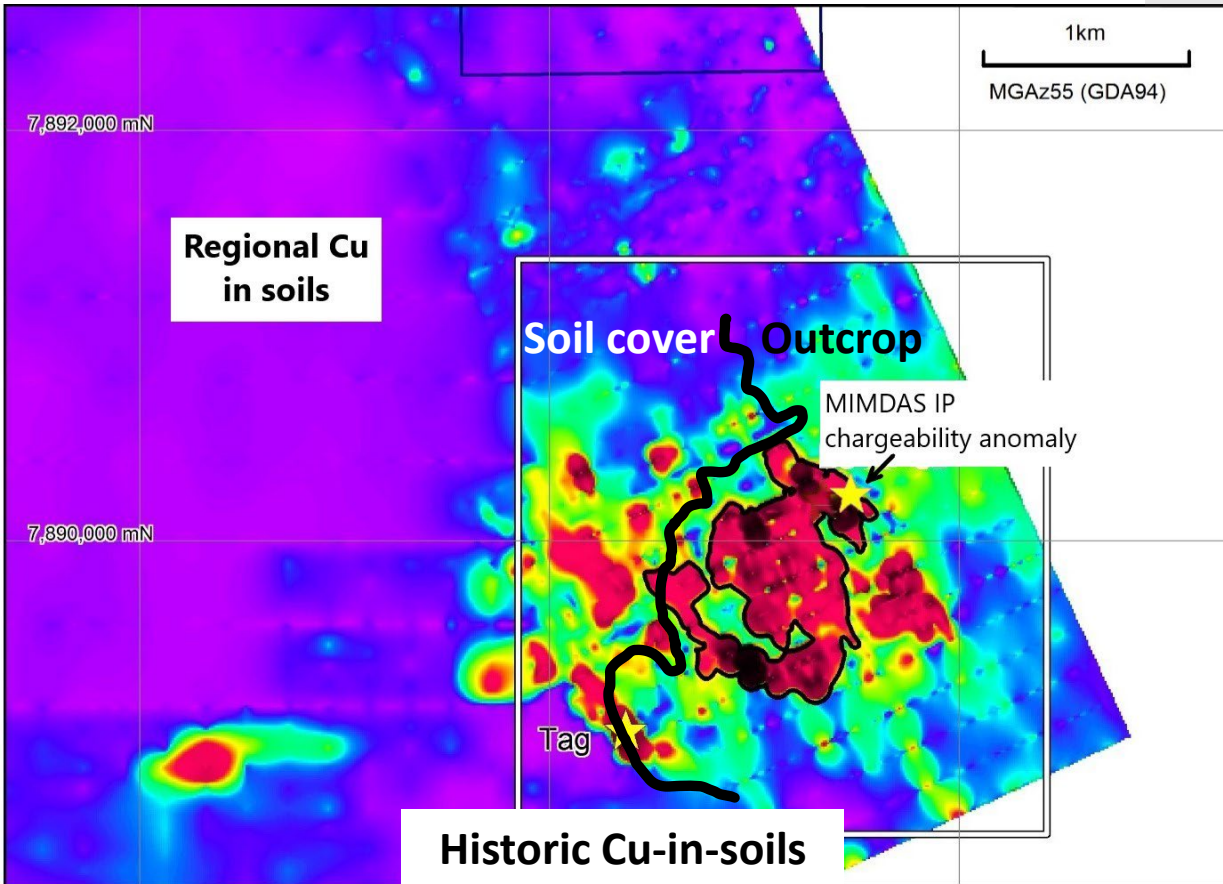 1km
MGAz55 (GDA94)
7,892,000 mN
Regional Cu
in soils
Soil cover
Outcrop
MIMDAS IP
chargeability anomaly
7,890,000 mN
Tag
Historic Cu-in-soils